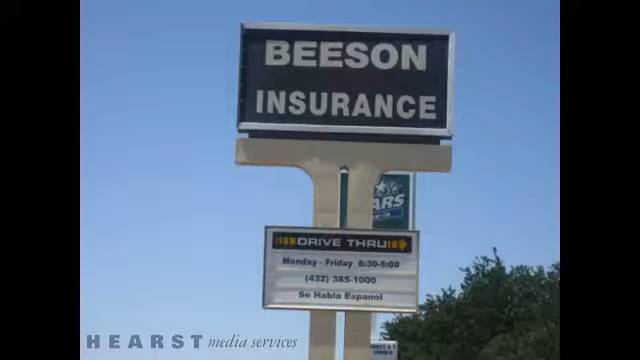 BEESON
INSURANCE
ARS
DRIVE THRU
Monday - Friday 8:30-5:00
(432) 385-1000
Se Habla Espanol
HEARST media services